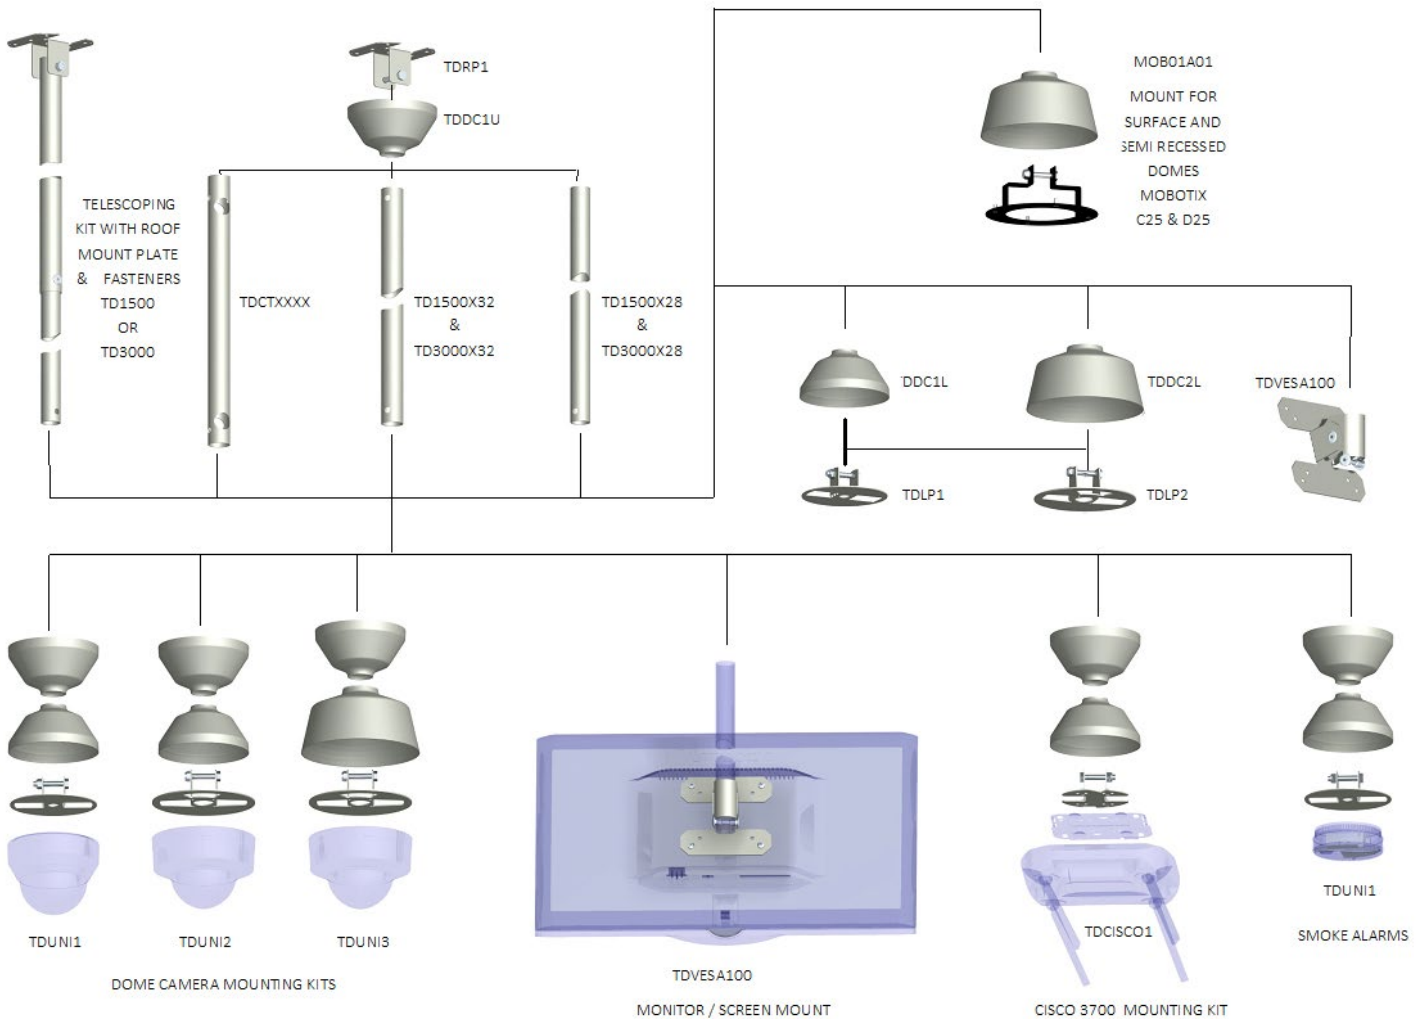 TDRP1
TDDC1U
MOB01A01
MOUNT FOR
SURFACE AND
SEMI RECESSED
DOMES
MOBOTIX
C25 & D25
TELESCOPING
KIT WITH ROOF
MOUNT PLATE
& FASTENERS
TD1500
OR
TD3000
TDCTXXXX
TD1500X32
&
TD3000X32
TD1500X28
&
TD3000X28
TDDC1L
TDDC2L
TDVESA100
TDLP1
TDLP2
TDUNI1
TDUNI2
TDUNI3
DOME CAMERA MOUNTING KITS
TDVESA100
MONITOR / SCREEN MOUNT
TDCISCO1
CISCO 3700 MOUNTING KIT
TDUNI1
SMOKE ALARMS